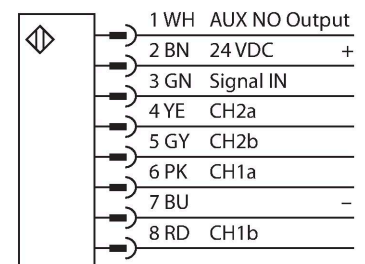 1 WH AUX NO Output
2 BN 24 VDC +
3 GN Signal IN
4 YE CH2a
5 GY CH2b
6 PK CH1a
7 BU –
8 RD CH1b